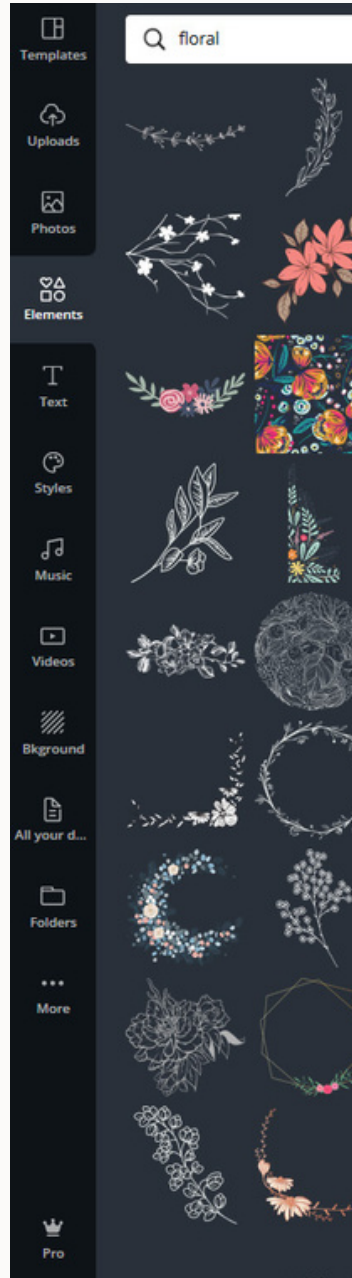 floral
Templates
Uploads
Photos
Elements
Text
Styles
Music
Videos
Bkground
All your d...
Folders
More
Pro